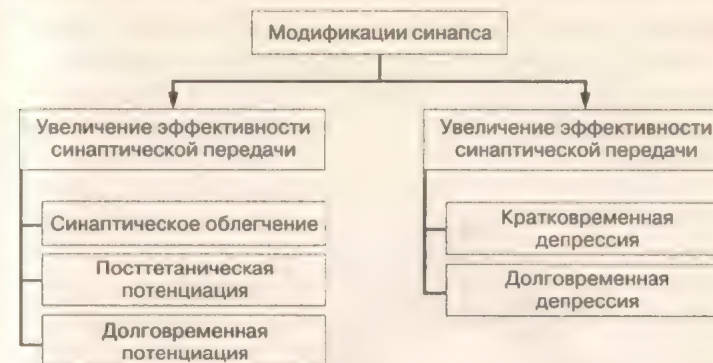 Модификации синапса
Увеличение эффективности
синаптической передачи
Синаптическое облегчение
Посттетаническая
потенциация
Долговременная
потенциация
Увеличение эффективности
синаптической передачи
Кратковременная
депрессия
Долговременная
депрессия